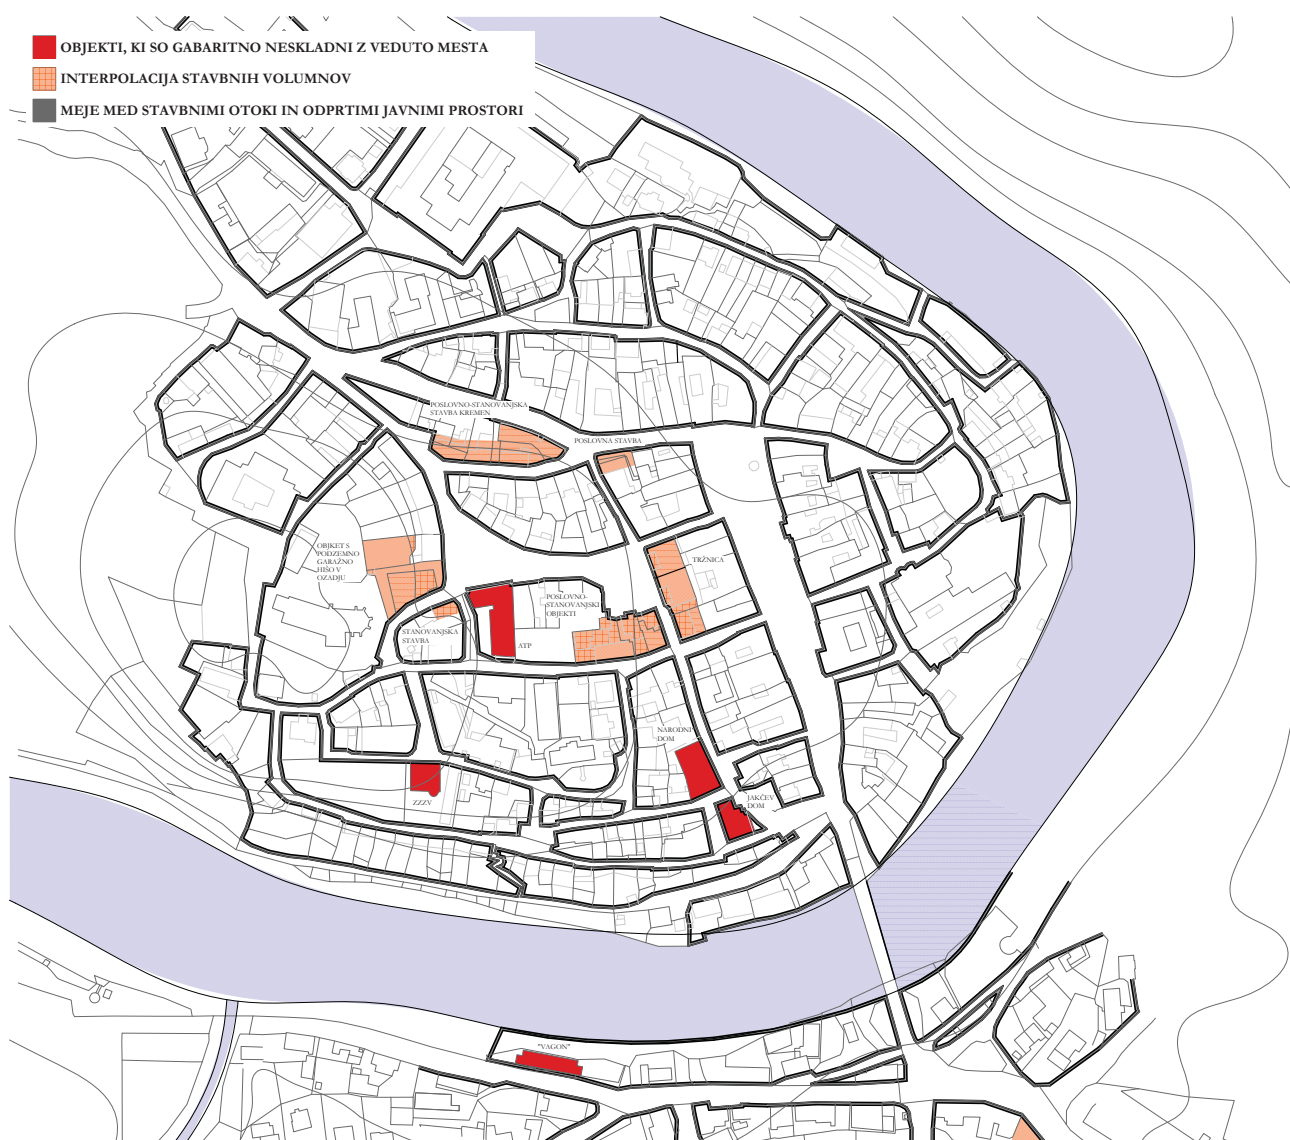 OBJEKTI, KI SO GABARITNO NESKLADNI Z VEDUTO MESTA
INTERPOLACIJA STAVBNIH VOLUMNOV
MEJE MED STAVBNIMI OTOKI IN ODPRTIMI JAVNIMI PROSTORI
POSLOVNO-STANOVANJSKA
STAVBA KREMEN
POSLOVNA STAVBA
OBJKET S
PODZEMNO
GARAŽNO
HIŠO V
OZADJU
TRŽNICA
POSLOVNO-
STANOVANJSKI
OBJEKTI
STANOVANJSKA
STAVBA
ATP
NARODNI
DOM
ZZZV
JAKČEV
DOM
"VAGON"